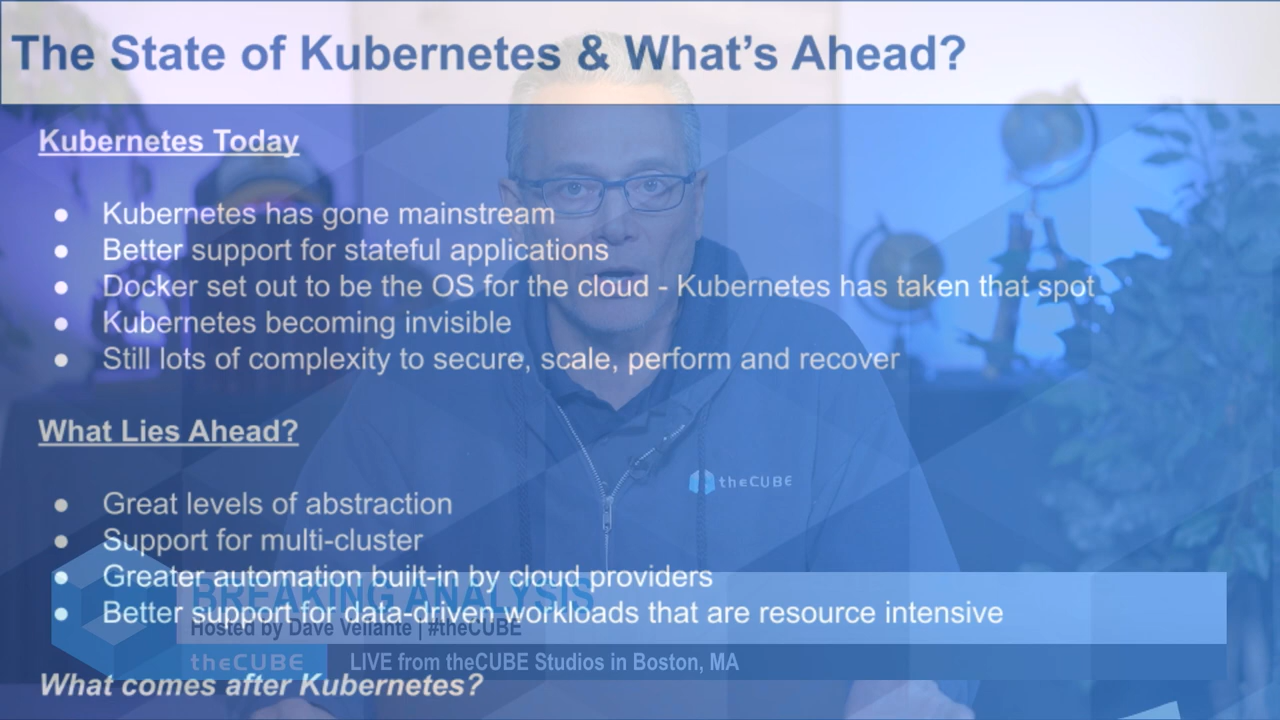 The State of Kubernetes & What's Ahead?
Kubernetes Today
● Kubernetes has gone mainstream
● Better support for stateful applications
● Docker set out to be the OS for the cloud - Kubernetes has taken that spot
● Kubernetes becoming invisible
● Still lots of complexity to secure, scale, perform and recover
theCUBE
What Lies Ahead?
● Great levels of abstraction
● Support for multi-cluster
● Greater automation built-in by cloud providers
BREAKING ANALYSIS
● Better support for data-driven workloads that are resource intensive
Hosted by Dave Vellante | #theCUBE
theCUBE LIVE from theCUBE Studios in Boston, MA
What comes after Kubernetes?